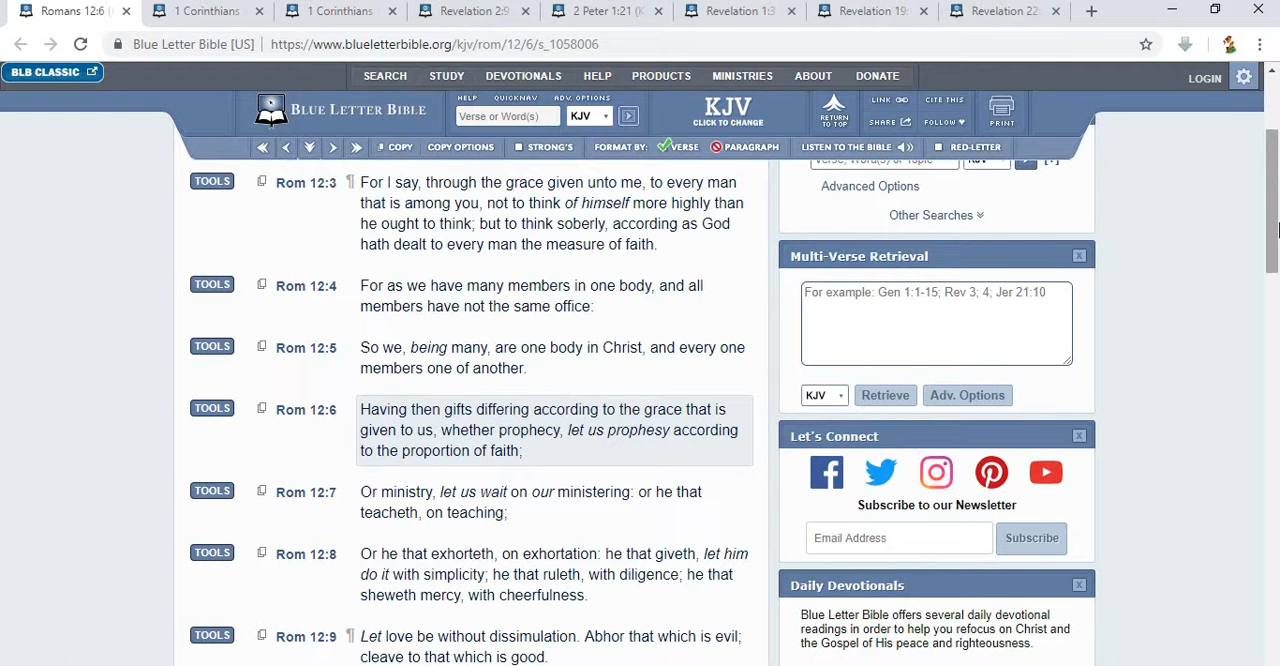 Romans 12:6 (
1 Corinthians
1 Corinthians
Revelation 2:9
2 Peter 1:21 (K
Revelation 1:3
Revelation 19:
Revelation 22:
Blue Letter Bible [US] | https://www.blueletterbible.org/kjv/rom/12/6/s_1058006
BLB CLASSIC
SEARCH STUDY DEVOTIONALS HELP PRODUCTS MINISTRIES ABOUT DONATE
LOGIN
BLUE LETTER BIBLE
HELP QUICKNAV ADV. OPTIONS
Verse or Word(s) KJV
KJV
CLICK TO CHANGE
RETURN
TO TOP
LINK CITE THIS
SHARE FOLLOW
PRINT
COPY COPY OPTIONS STRONG'S FORMAT BY: VERSE PARAGRAPH LISTEN TO THE BIBLE RED-LETTER
TOOLS Rom 12:3 ¶ For I say, through the grace given unto me, to every man
that is among you, not to think of himself more highly than
he ought to think; but to think soberly, according as God
hath dealt to every man the measure of faith.
TOOLS Rom 12:4 For as we have many members in one body, and all
members have not the same office:
TOOLS Rom 12:5 So we, being many, are one body in Christ, and every one
members one of another.
TOOLS Rom 12:6 Having then gifts differing according to the grace that is
given to us, whether prophecy, let us prophesy according
to the proportion of faith;
TOOLS Rom 12:7 Or ministry, let us wait on our ministering: or he that
teacheth, on teaching;
TOOLS Rom 12:8 Or he that exhorteth, on exhortation: he that giveth, let him
do it with simplicity; he that ruleth, with diligence; he that
sheweth mercy, with cheerfulness.
TOOLS Rom 12:9 ¶ Let love be without dissimulation. Abhor that which is evil;
cleave to that which is good.
Verse, Word(s) or Topic KJV [?]
Advanced Options
Other Searches
Multi-Verse Retrieval X
For example: Gen 1:1-15; Rev 3; 4; Jer 21:10
KJV Retrieve Adv. Options
Let's Connect X
Subscribe to our Newsletter
Email Address Subscribe
Daily Devotionals X
Blue Letter Bible offers several daily devotional
readings in order to help you refocus on Christ and
the Gospel of His peace and righteousness.